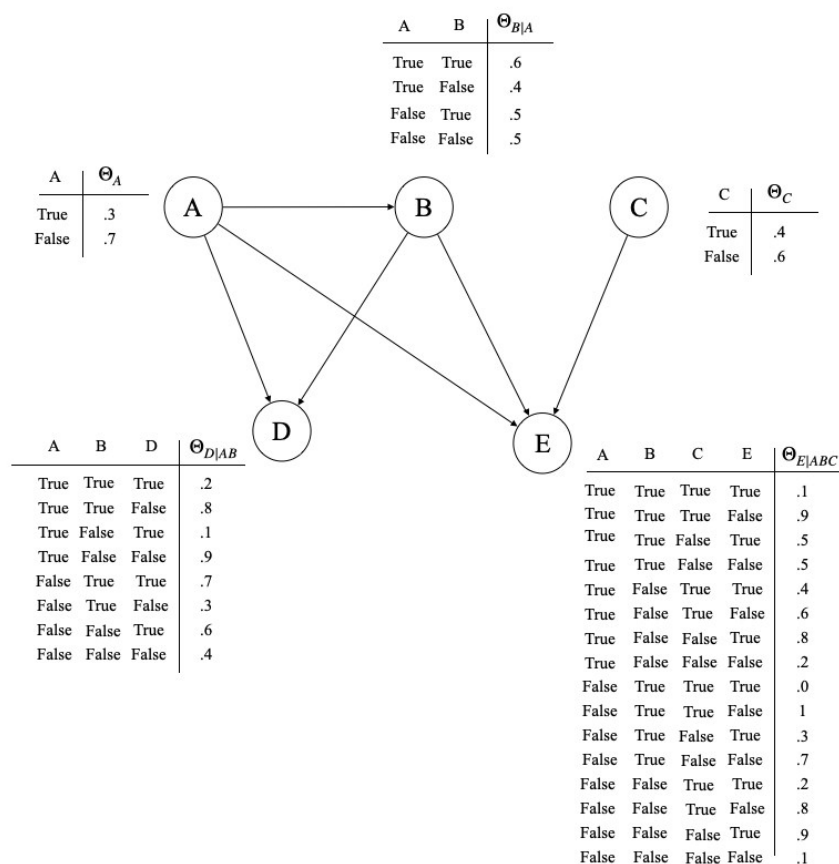 A B Θ_{B|A}
True True .6
True False .4
False True .5
False False .5
A Θ_A
True .3
False .7
A
B
C
C Θ_C
True .4
False .6
D
E
A B D Θ_{D|AB}
True True True .2
True True False .8
True False True .1
True False False .9
False True True .7
False True False .3
False False True .6
False False False .4
A B C E Θ_{E|ABC}
True True True True .1
True True True False .9
True True False True .5
True True False False .5
True False True True .4
True False True False .6
True False False True .8
True False False False .2
False True True True .0
False True True False 1
False True False True .3
False True False False .7
False False True True .2
False False True False .8
False False False True .9
False False False False .1